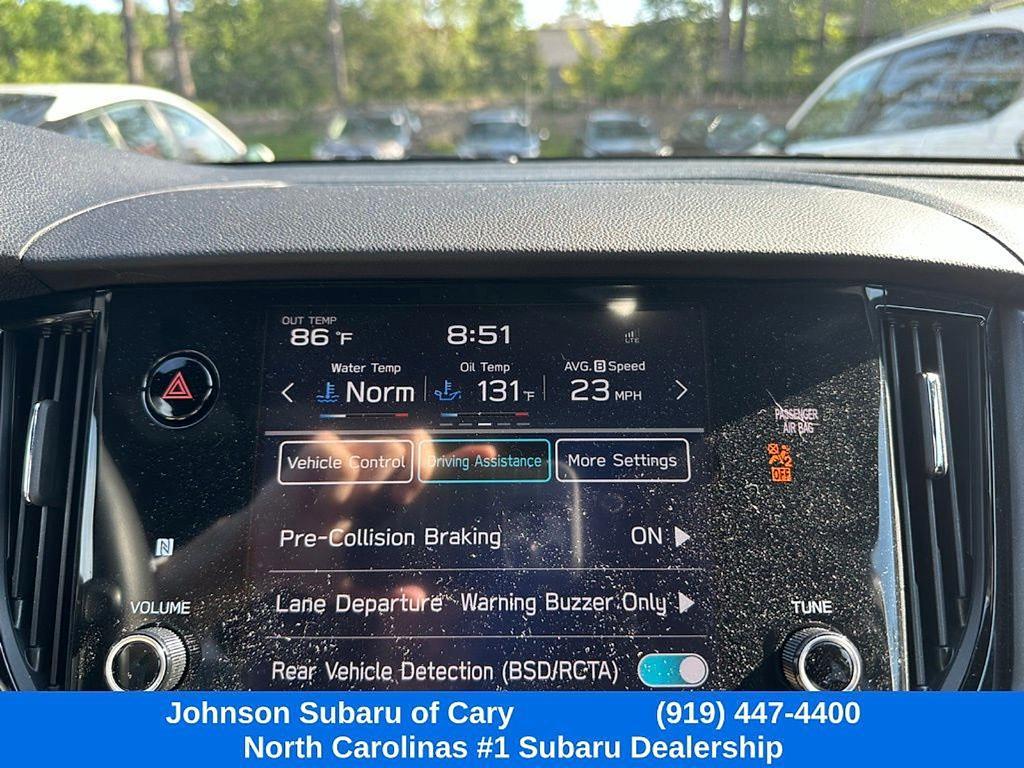 OUT TEMP
86°F 8:51 LTE
Water Temp Oil Temp AVG. B Speed
Norm 131°F 23 MPH
PASSENGER
AIR BAG
OFF
Vehicle Control Driving Assistance More Settings
Pre-Collision Braking ON
N
VOLUME
Lane Departure Warning Buzzer Only
TUNE
Rear Vehicle Detection (BSD/RCTA)
Johnson Subaru of Cary (919) 447-4400
North Carolinas #1 Subaru Dealership